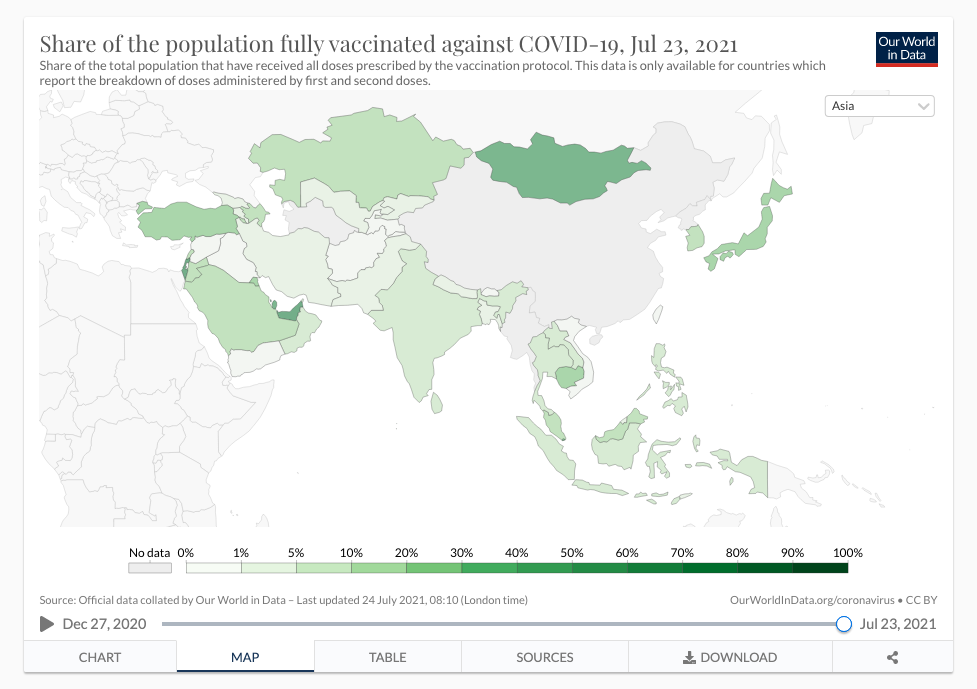 Share of the population fully vaccinated against COVID-19, Jul 23, 2021
Our World
in Data
Share of the total population that have received all doses prescribed by the vaccination protocol. This data is only available for countries which
report the breakdown of doses administered by first and second doses.
Asia
No data 0% 1% 5% 10% 20% 30% 40% 50% 60% 70% 80% 90% 100%
Source: Official data collated by Our World in Data – Last updated 24 July 2021, 08:10 (London time)
OurWorldInData.org/coronavirus • CC BY
Dec 27, 2020
Jul 23, 2021
CHART
MAP
TABLE
SOURCES
DOWNLOAD